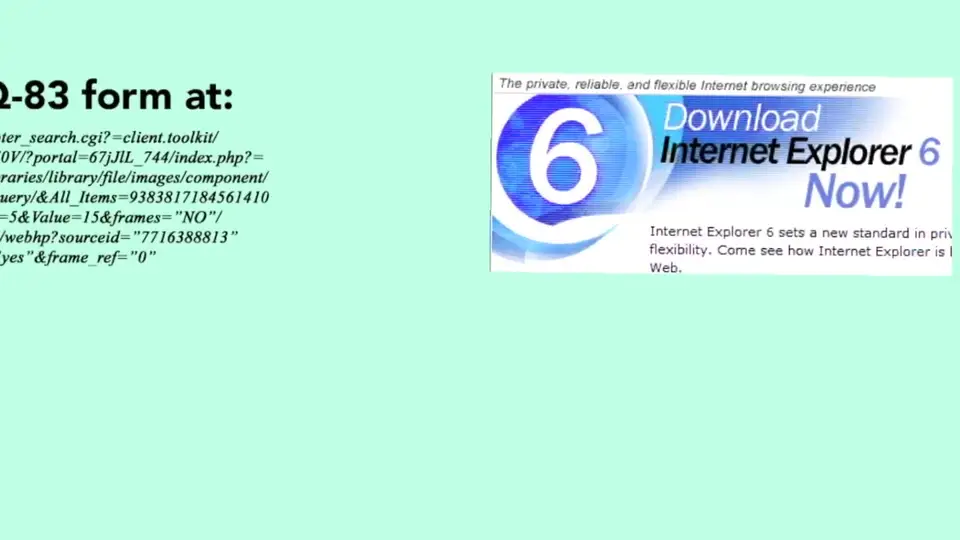 -83 form at:
ter_search.cgi?=client.toolkit/
0V/?portal=67jJlL_744/index.php?=
raries/library/file/images/component/
uery/&All_Items=9383817184561410
=5&Value=15&frames="NO"/
/webhp?sourceid="7716388813"
yes"&frame_ref="0"
The private, reliable, and flexible Internet browsing experience
6
Download
Internet Explorer 6
Now!
Internet Explorer 6 sets a new standard in
flexibility. Come see how Internet Explorer is
Web.